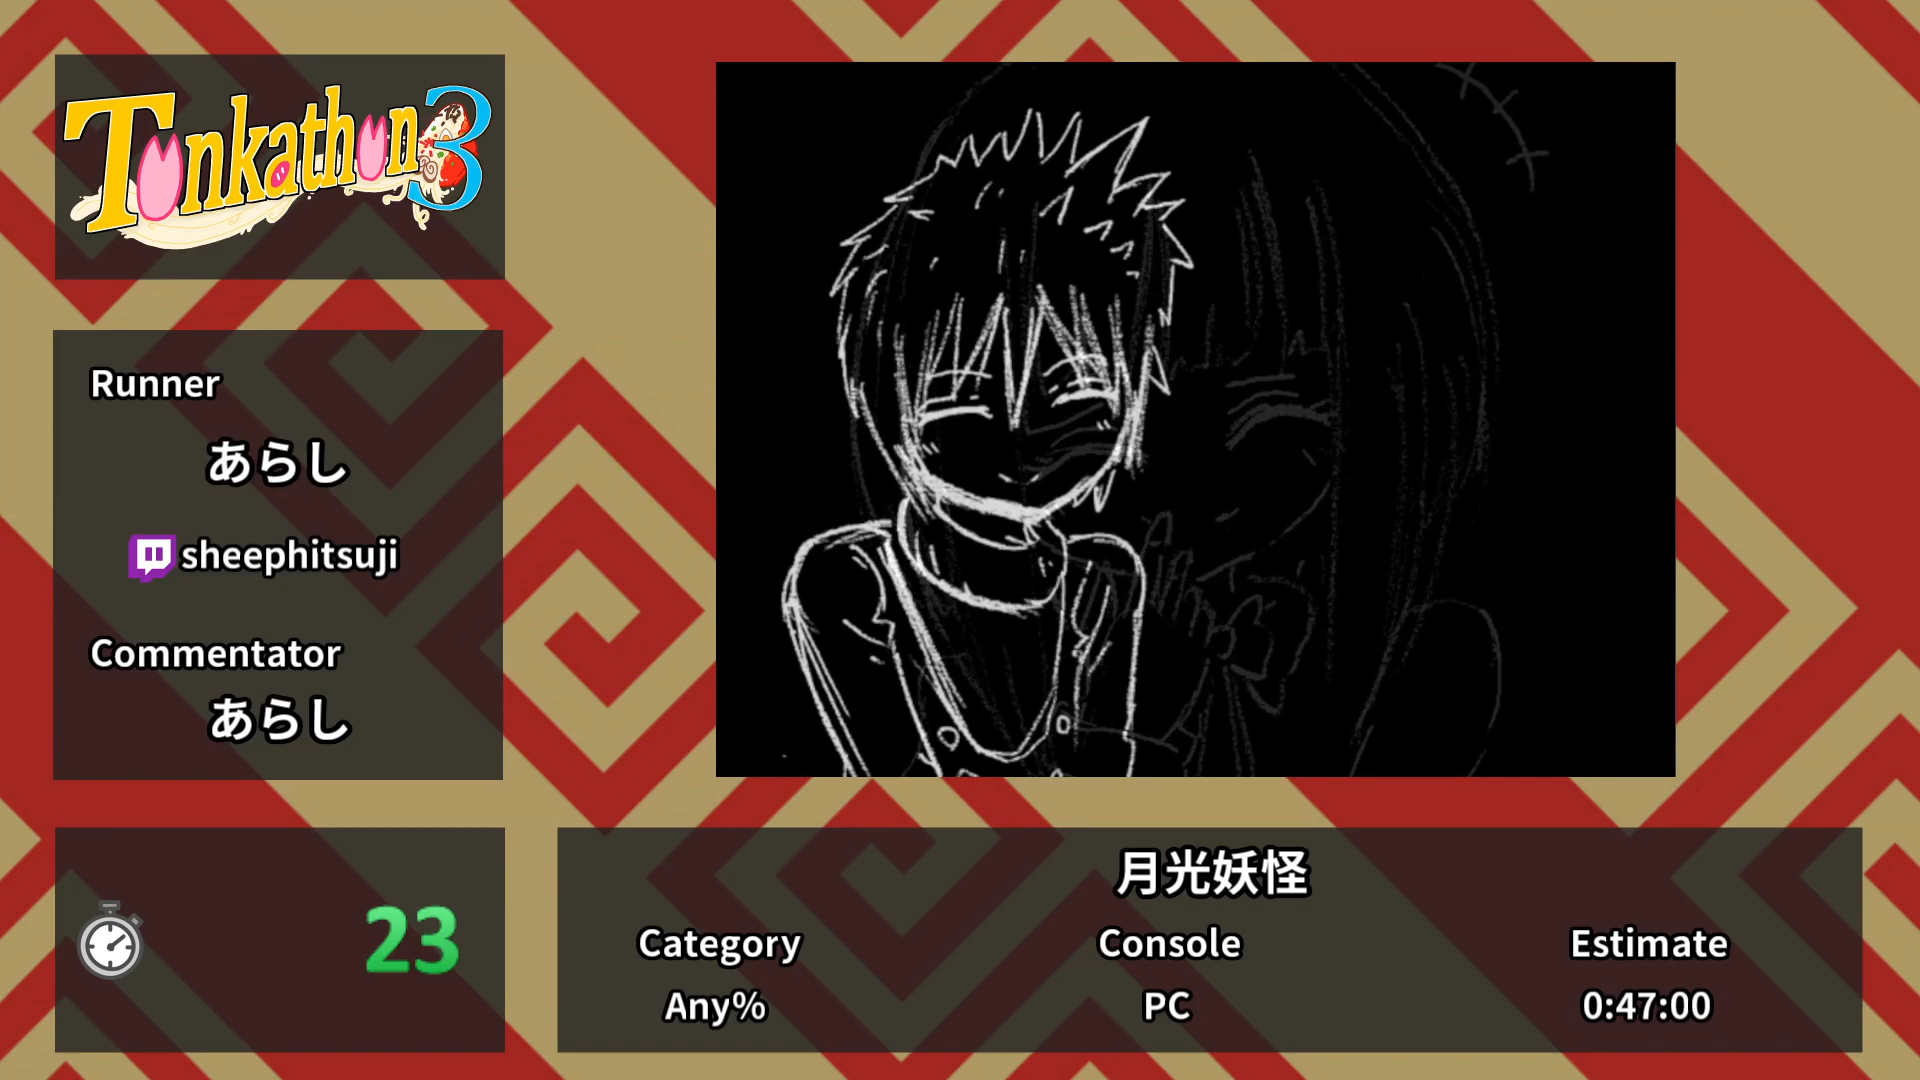 Tonkathon3
Runner
あらし
sheephitsuji
Commentator
あらし
23
月光妖怪
Category
Console
Estimate
Any%
PC
0:47:00